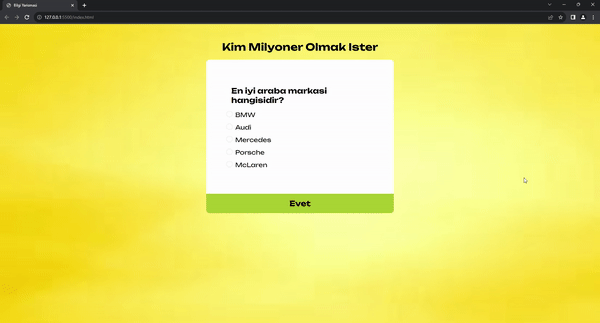 Bilgi Yarismasi
127.0.0.1:5500/index.html
Kim Milyoner Olmak Ister
En iyi araba markasi
hangisidir?
BMW
Audi
Mercedes
Porsche
McLaren
Evet